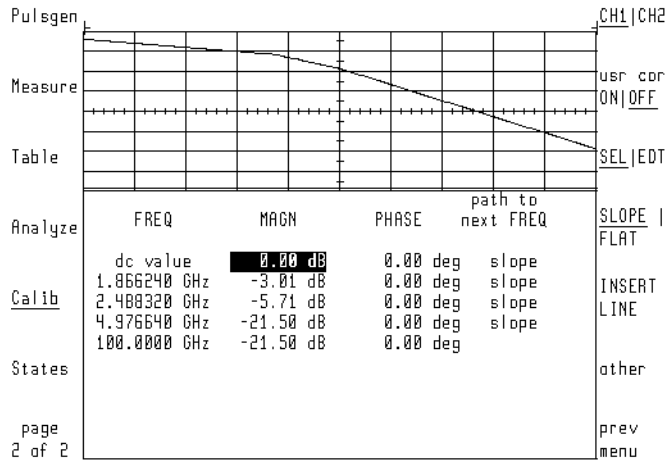 Pulsgen
Measure
Table
Analyze
Calib
States
page
2 of 2
FREQ MAGN PHASE path to next FREQ
dc value 0.00 dB 0.00 deg slope
1.866240 GHz -3.01 dB 0.00 deg slope
2.488320 GHz -5.71 dB 0.00 deg slope
4.976640 GHz -21.50 dB 0.00 deg slope
100.0000 GHz -21.50 dB 0.00 deg
CH1|CH2
usr cor
ON|OFF
SEL|EDT
SLOPE |
FLAT
INSERT
LINE
other
prev
menu